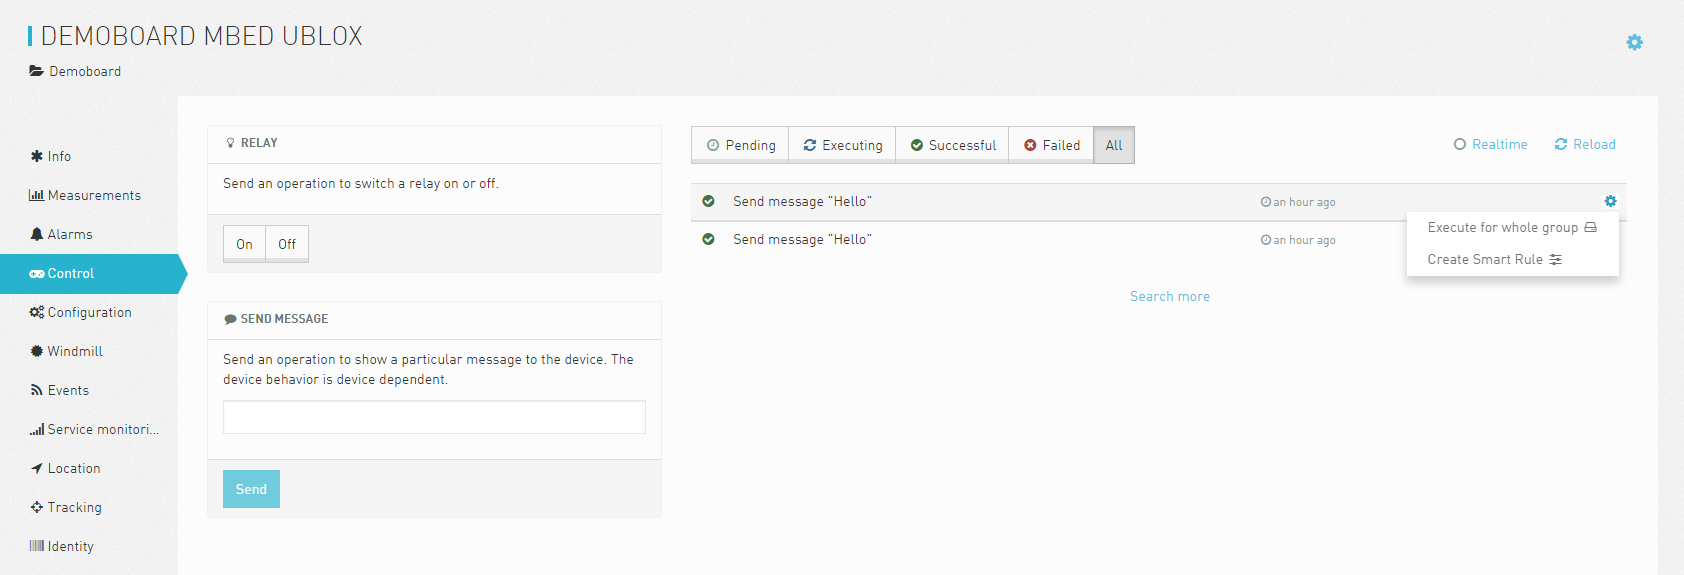 DEMOBOARD MBED UBLOX
Demoboard
Info
Measurements
Alarms
Control
Configuration
Windmill
Events
Service monitori...
Location
Tracking
Identity
RELAY
Send an operation to switch a relay on or off.
On Off
SEND MESSAGE
Send an operation to show a particular message to the device. The
device behavior is device dependent.
Send
Pending Executing Successful Failed All
Realtime Reload
Send message "Hello" an hour ago
Send message "Hello" an hour ago
Execute for whole group
Create Smart Rule
Search more